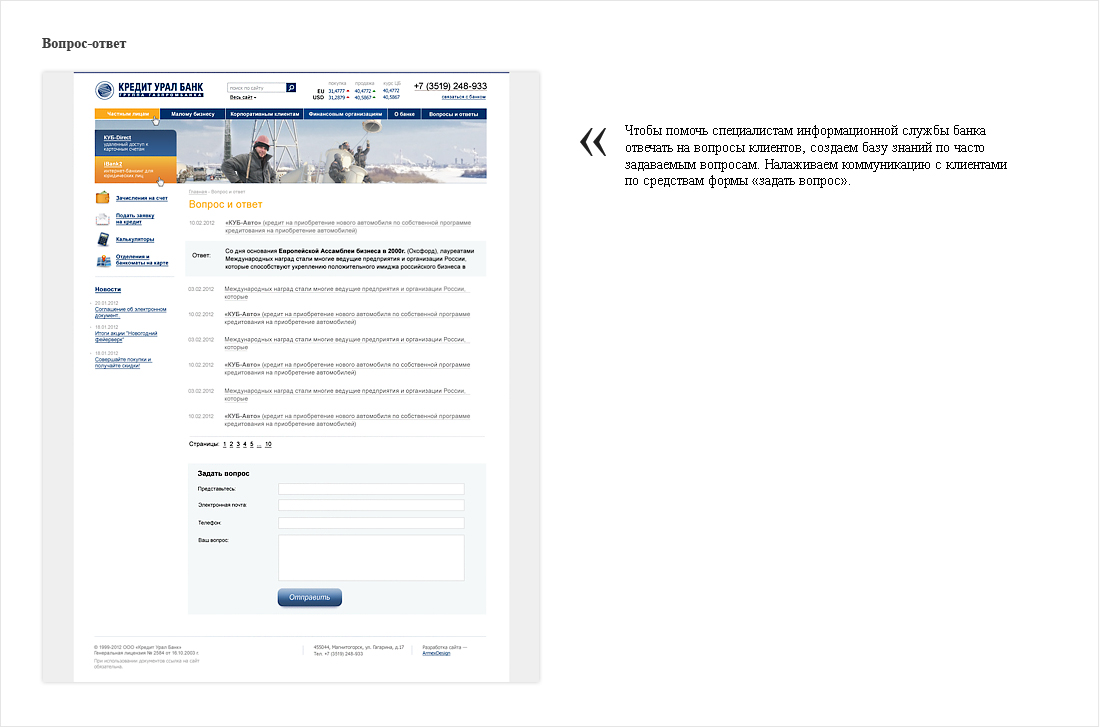 Вопрос-ответ
КРЕДИТ УРАЛ БАНК
ГРУППА ГАЗПРОМБАНКА
поиск по сайту
Весь сайт
покупка продажа курс ЦБ
EU 31,4777 40,4772 40,4772
USD 31,2879 40,5867 40,5867
+7 (3519) 248-933
связаться с банком
Частным лицам Малому бизнесу Корпоративным клиентам Финансовым организациям О банке Вопросы и ответы
КУБ-Direct
удаленный доступ к
карточным счетам
интернет-банкинг для
юридических лиц
Зачисления на счет
Подать заявку
на кредит
Калькуляторы
Отделения и
банкоматы на карте
Новости
20.01.2012
Соглашение об электронном
документ.
18.01.2012
Итоги акции "Новогодний
фейерверк"
18.01.2012
Совершайте покупки и
получайте скидки!
Главная - Вопрос и ответ
Вопрос и ответ
10.02.2012 «КУБ-Авто» (кредит на приобретение нового автомобиля по собственной программе
кредитования на приобретение автомобилей)
Ответ: Со дня основания Европейской Ассамблеи бизнеса в 2000г. (Оксфорд), лауреатами
Международных наград стали многие ведущие предприятия и организации России,
которые способствуют укреплению положительного имиджа российского бизнеса в
03.02.2012 Международных наград стали многие ведущие предприятия и организации России,
которые
10.02.2012 «КУБ-Авто» (кредит на приобретение нового автомобиля по собственной программе
кредитования на приобретение автомобилей)
03.02.2012 Международных наград стали многие ведущие предприятия и организации России,
которые
10.02.2012 «КУБ-Авто» (кредит на приобретение нового автомобиля по собственной программе
кредитования на приобретение автомобилей)
03.02.2012 Международных наград стали многие ведущие предприятия и организации России,
которые
10.02.2012 «КУБ-Авто» (кредит на приобретение нового автомобиля по собственной программе
кредитования на приобретение автомобилей)
Страницы: 1 2 3 4 5 ... 10
Задать вопрос
Представьтесь:
Электронная почта:
Телефон:
Ваш вопрос:
Отправить
© 1999-2012 ООО «Кредит Урал Банк»
Генеральная лицензия № 2584 от 16.10.2003 г.
При использовании документов ссылка на сайт
обязательна.
455044, Магнитогорск, ул. Гагарина, д.17
Тел. +7 (3519) 248-933
Разработка сайта —
ArmexDesign
«
Чтобы помочь специалистам информационной службы банка
отвечать на вопросы клиентов, создаем базу знаний по часто
задаваемым вопросам. Налаживаем коммуникацию с клиентами
по средствам формы «задать вопрос».